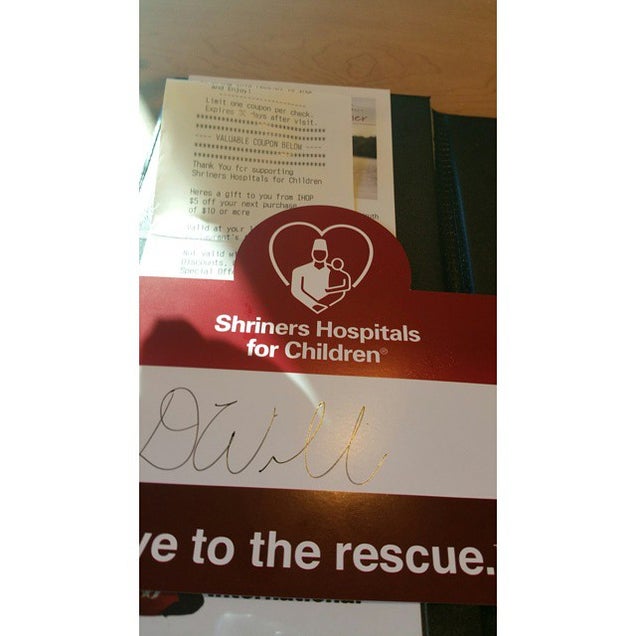 and Enjoy!
Limit one coupon per check.
Expires days after visit.
VALUABLE COUPON BELOW
Thank You for supporting
Shriners Hospitals for Children
Heres a gift to you from IHOP
$5 off your next purchase
of $10 or more
Valid at your
Not valid
Discounts,
Special Off
Shriners Hospitals
for Children®
DWill
ve to the rescue.